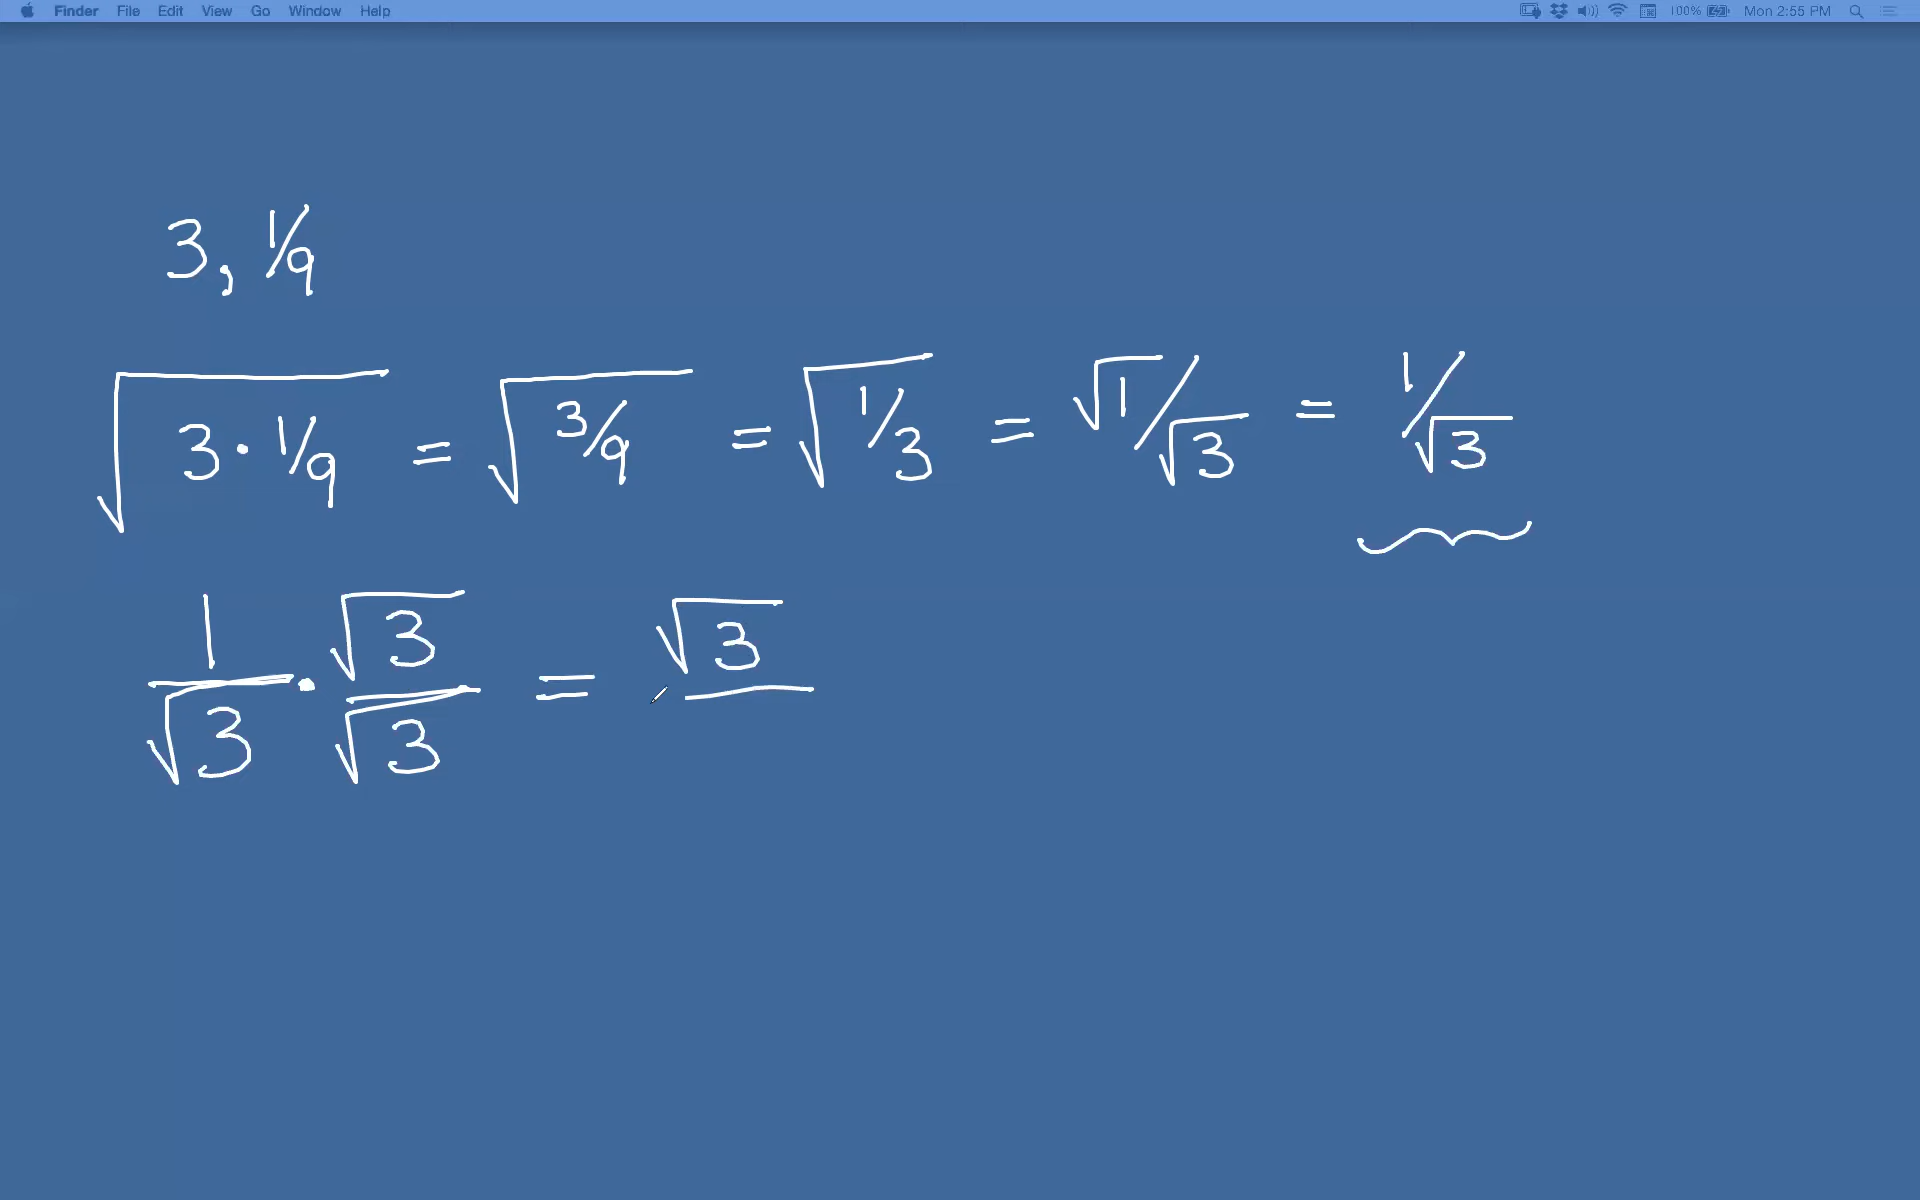 Finder File Edit View Go Window Help 100% Mon 2:55 PM
3, 1/9
√(3 · 1/9) = √(3/9) = √(1/3) = √1/√3 = 1/√3
1/√3 · √3/√3 = √3/